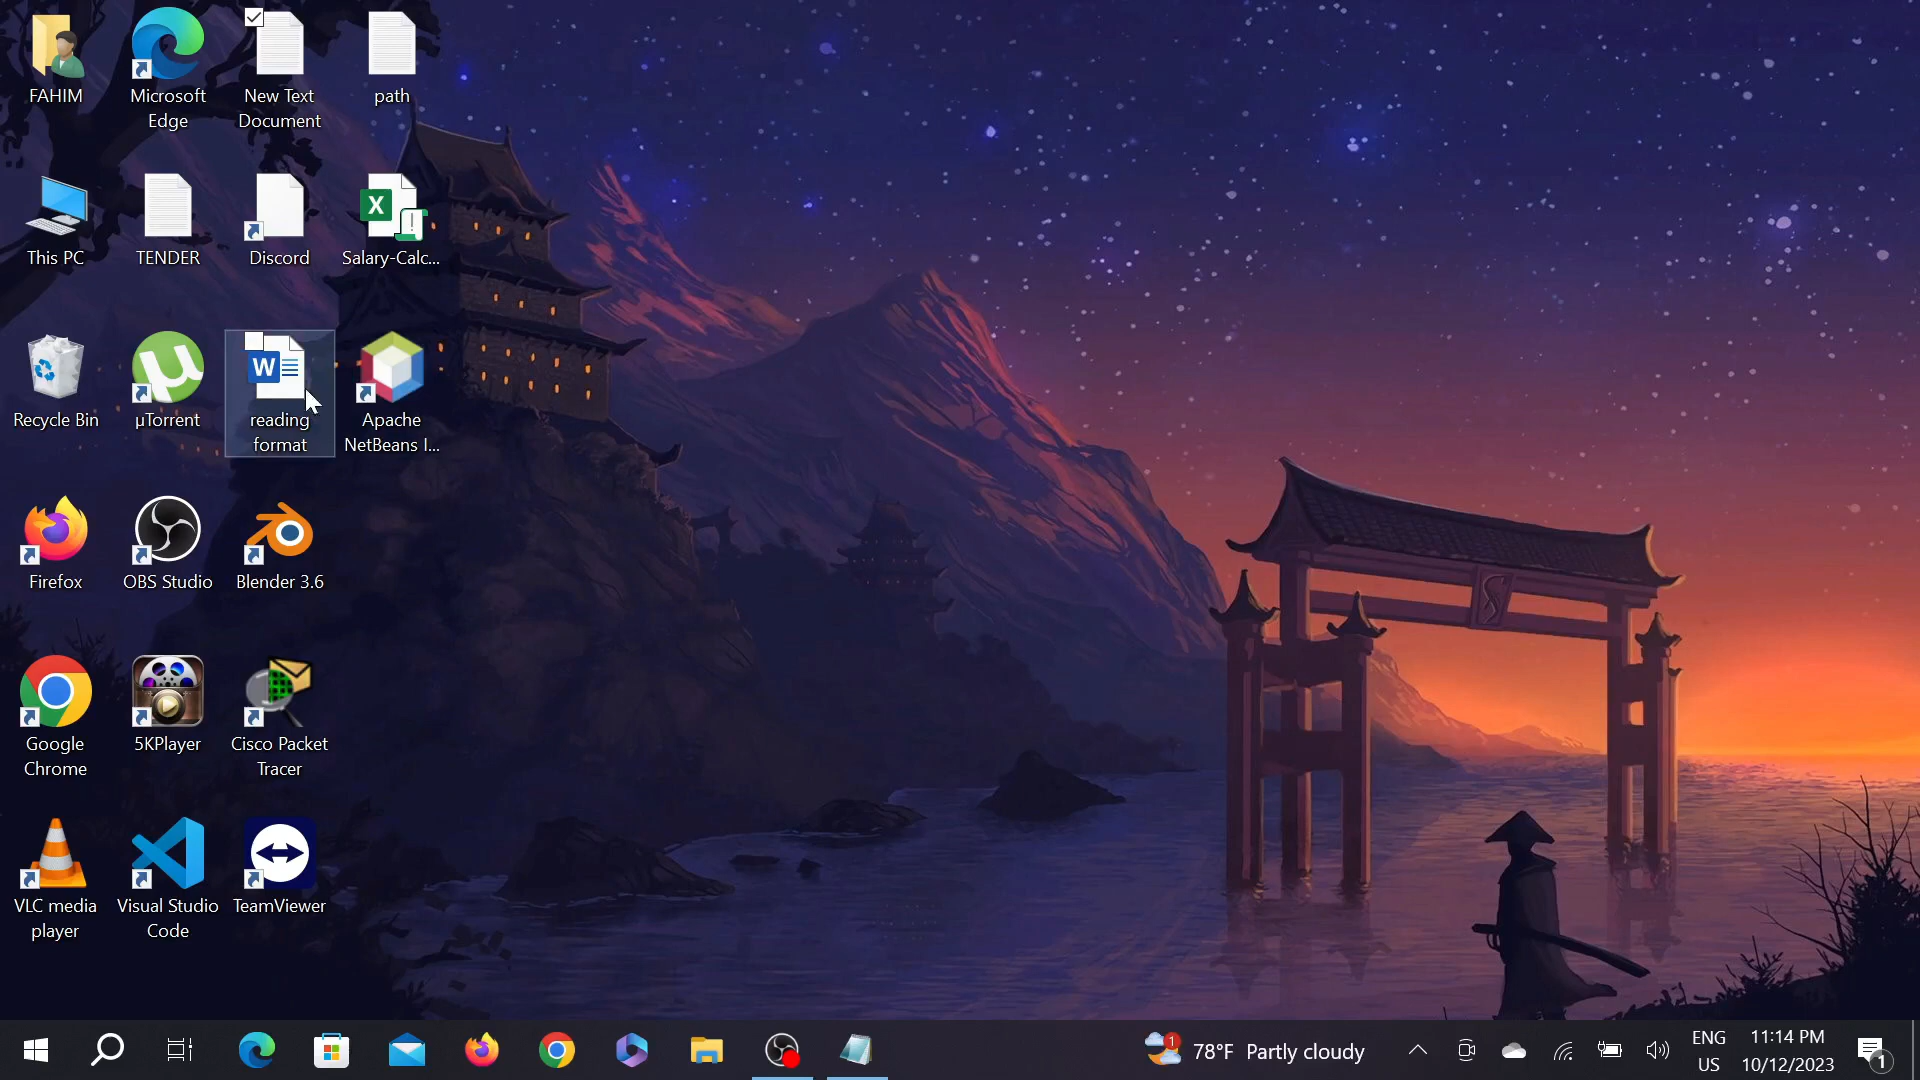 FAHIM
Microsoft
Edge
New Text
Document
path
This PC
TENDER
Discord
X
Salary-Calc...
Recycle Bin
µTorrent
W
reading
format
Apache
NetBeans I...
Firefox
OBS Studio
Blender 3.6
Google
Chrome
5KPlayer
Cisco Packet
Tracer
VLC media
player
Visual Studio
Code
TeamViewer
1
78°F Partly cloudy
ENG
US
11:14 PM
10/12/2023
1